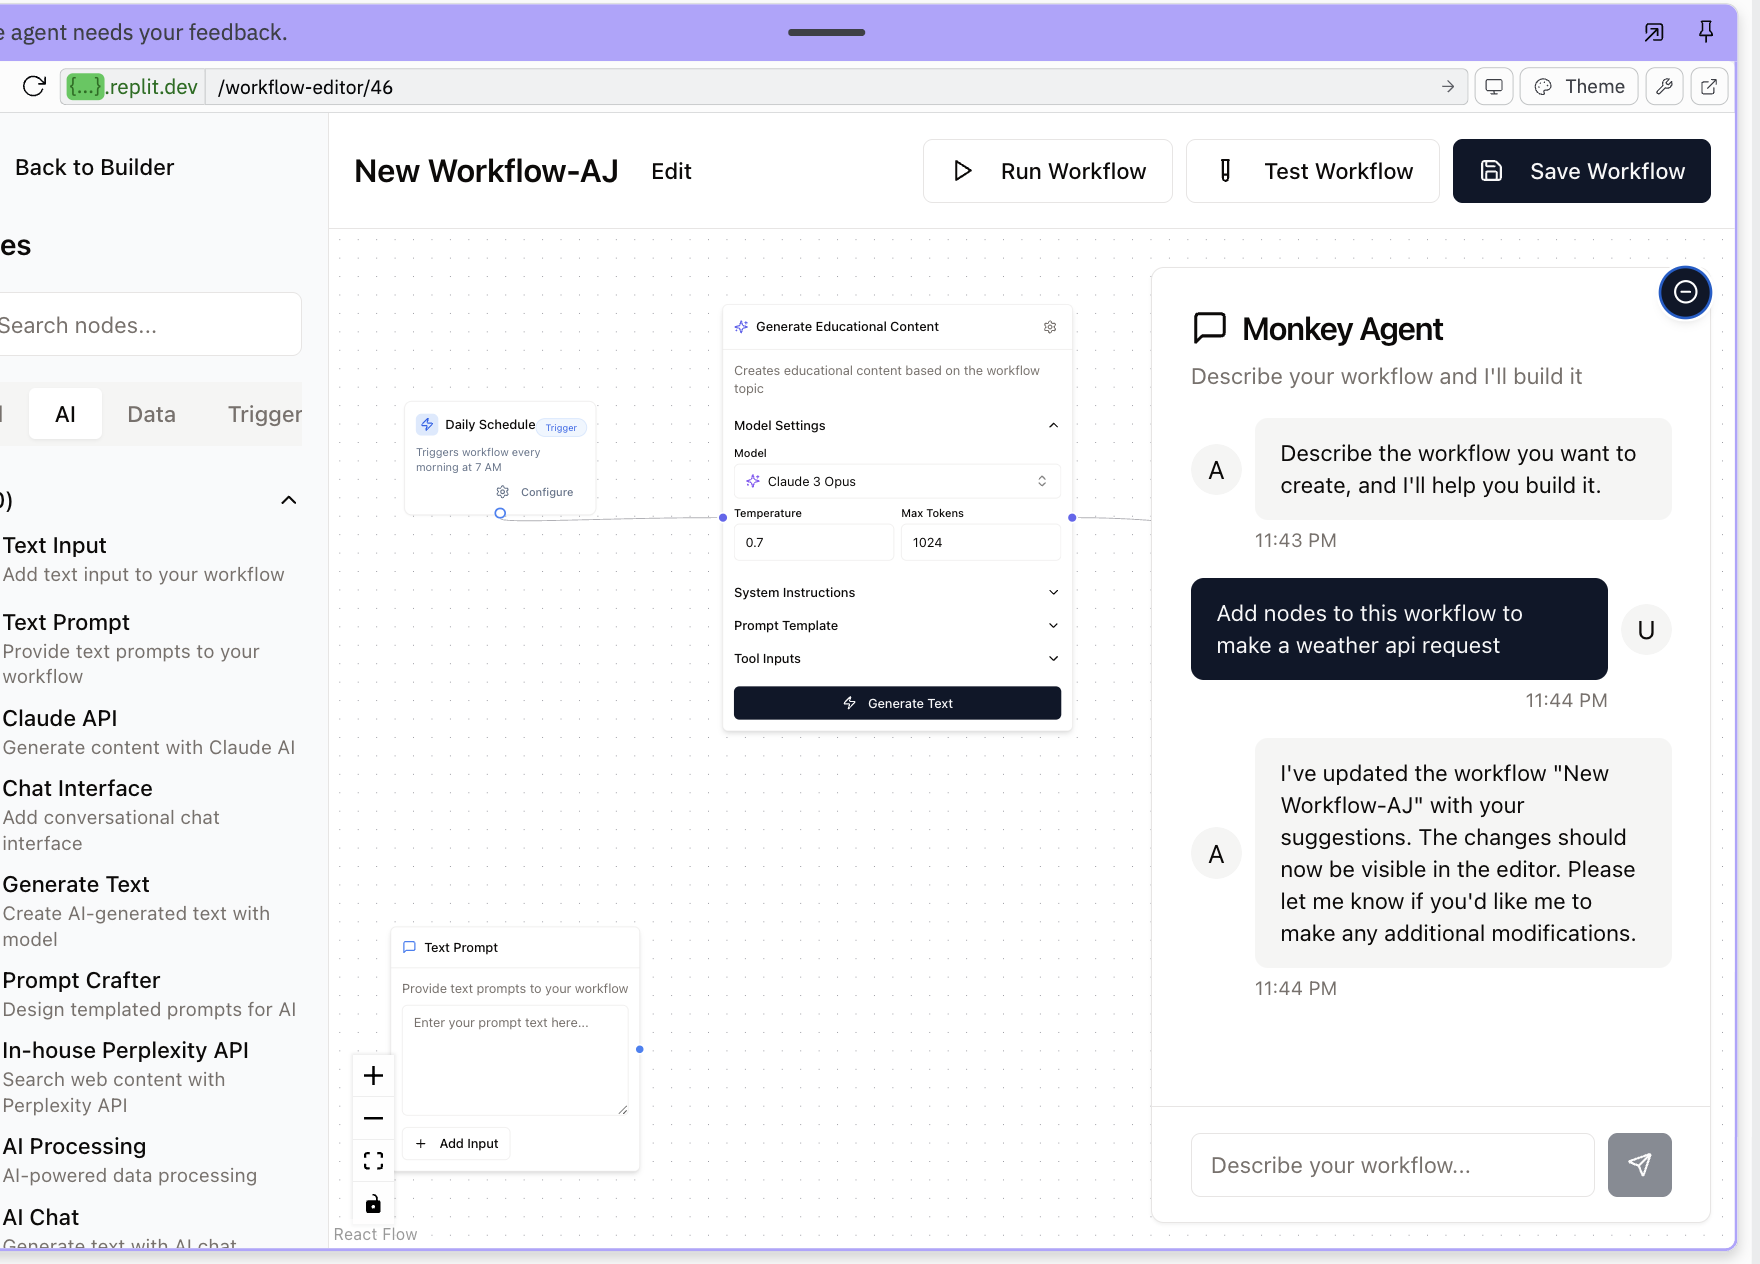 agent needs your feedback.
{...}.replit.dev /workflow-editor/46
Theme
Back to Builder
New Workflow-AJ
Edit
Run Workflow
Test Workflow
Save Workflow
es
Search nodes...
AI
Data
Trigger
0)
Text Input
Add text input to your workflow
Text Prompt
Provide text prompts to your
workflow
Claude API
Generate content with Claude AI
Chat Interface
Add conversational chat
interface
Generate Text
Create AI-generated text with
model
Prompt Crafter
Design templated prompts for AI
In-house Perplexity API
Search web content with
Perplexity API
AI Processing
AI-powered data processing
AI Chat
Generate text with AI chat
Daily Schedule
Trigger
Triggers workflow every
morning at 7 AM
Configure
Generate Educational Content
Creates educational content based on the workflow
topic
Model Settings
Model
Claude 3 Opus
Temperature
Max Tokens
0.7
1024
System Instructions
Prompt Template
Tool Inputs
Generate Text
Text Prompt
Provide text prompts to your workflow
Enter your prompt text here...
Add Input
React Flow
Monkey Agent
Describe your workflow and I'll build it
A
Describe the workflow you want to
create, and I'll help you build it.
11:43 PM
Add nodes to this workflow to
make a weather api request
U
11:44 PM
A
I've updated the workflow "New
Workflow-AJ" with your
suggestions. The changes should
now be visible in the editor. Please
let me know if you'd like me to
make any additional modifications.
11:44 PM
Describe your workflow...